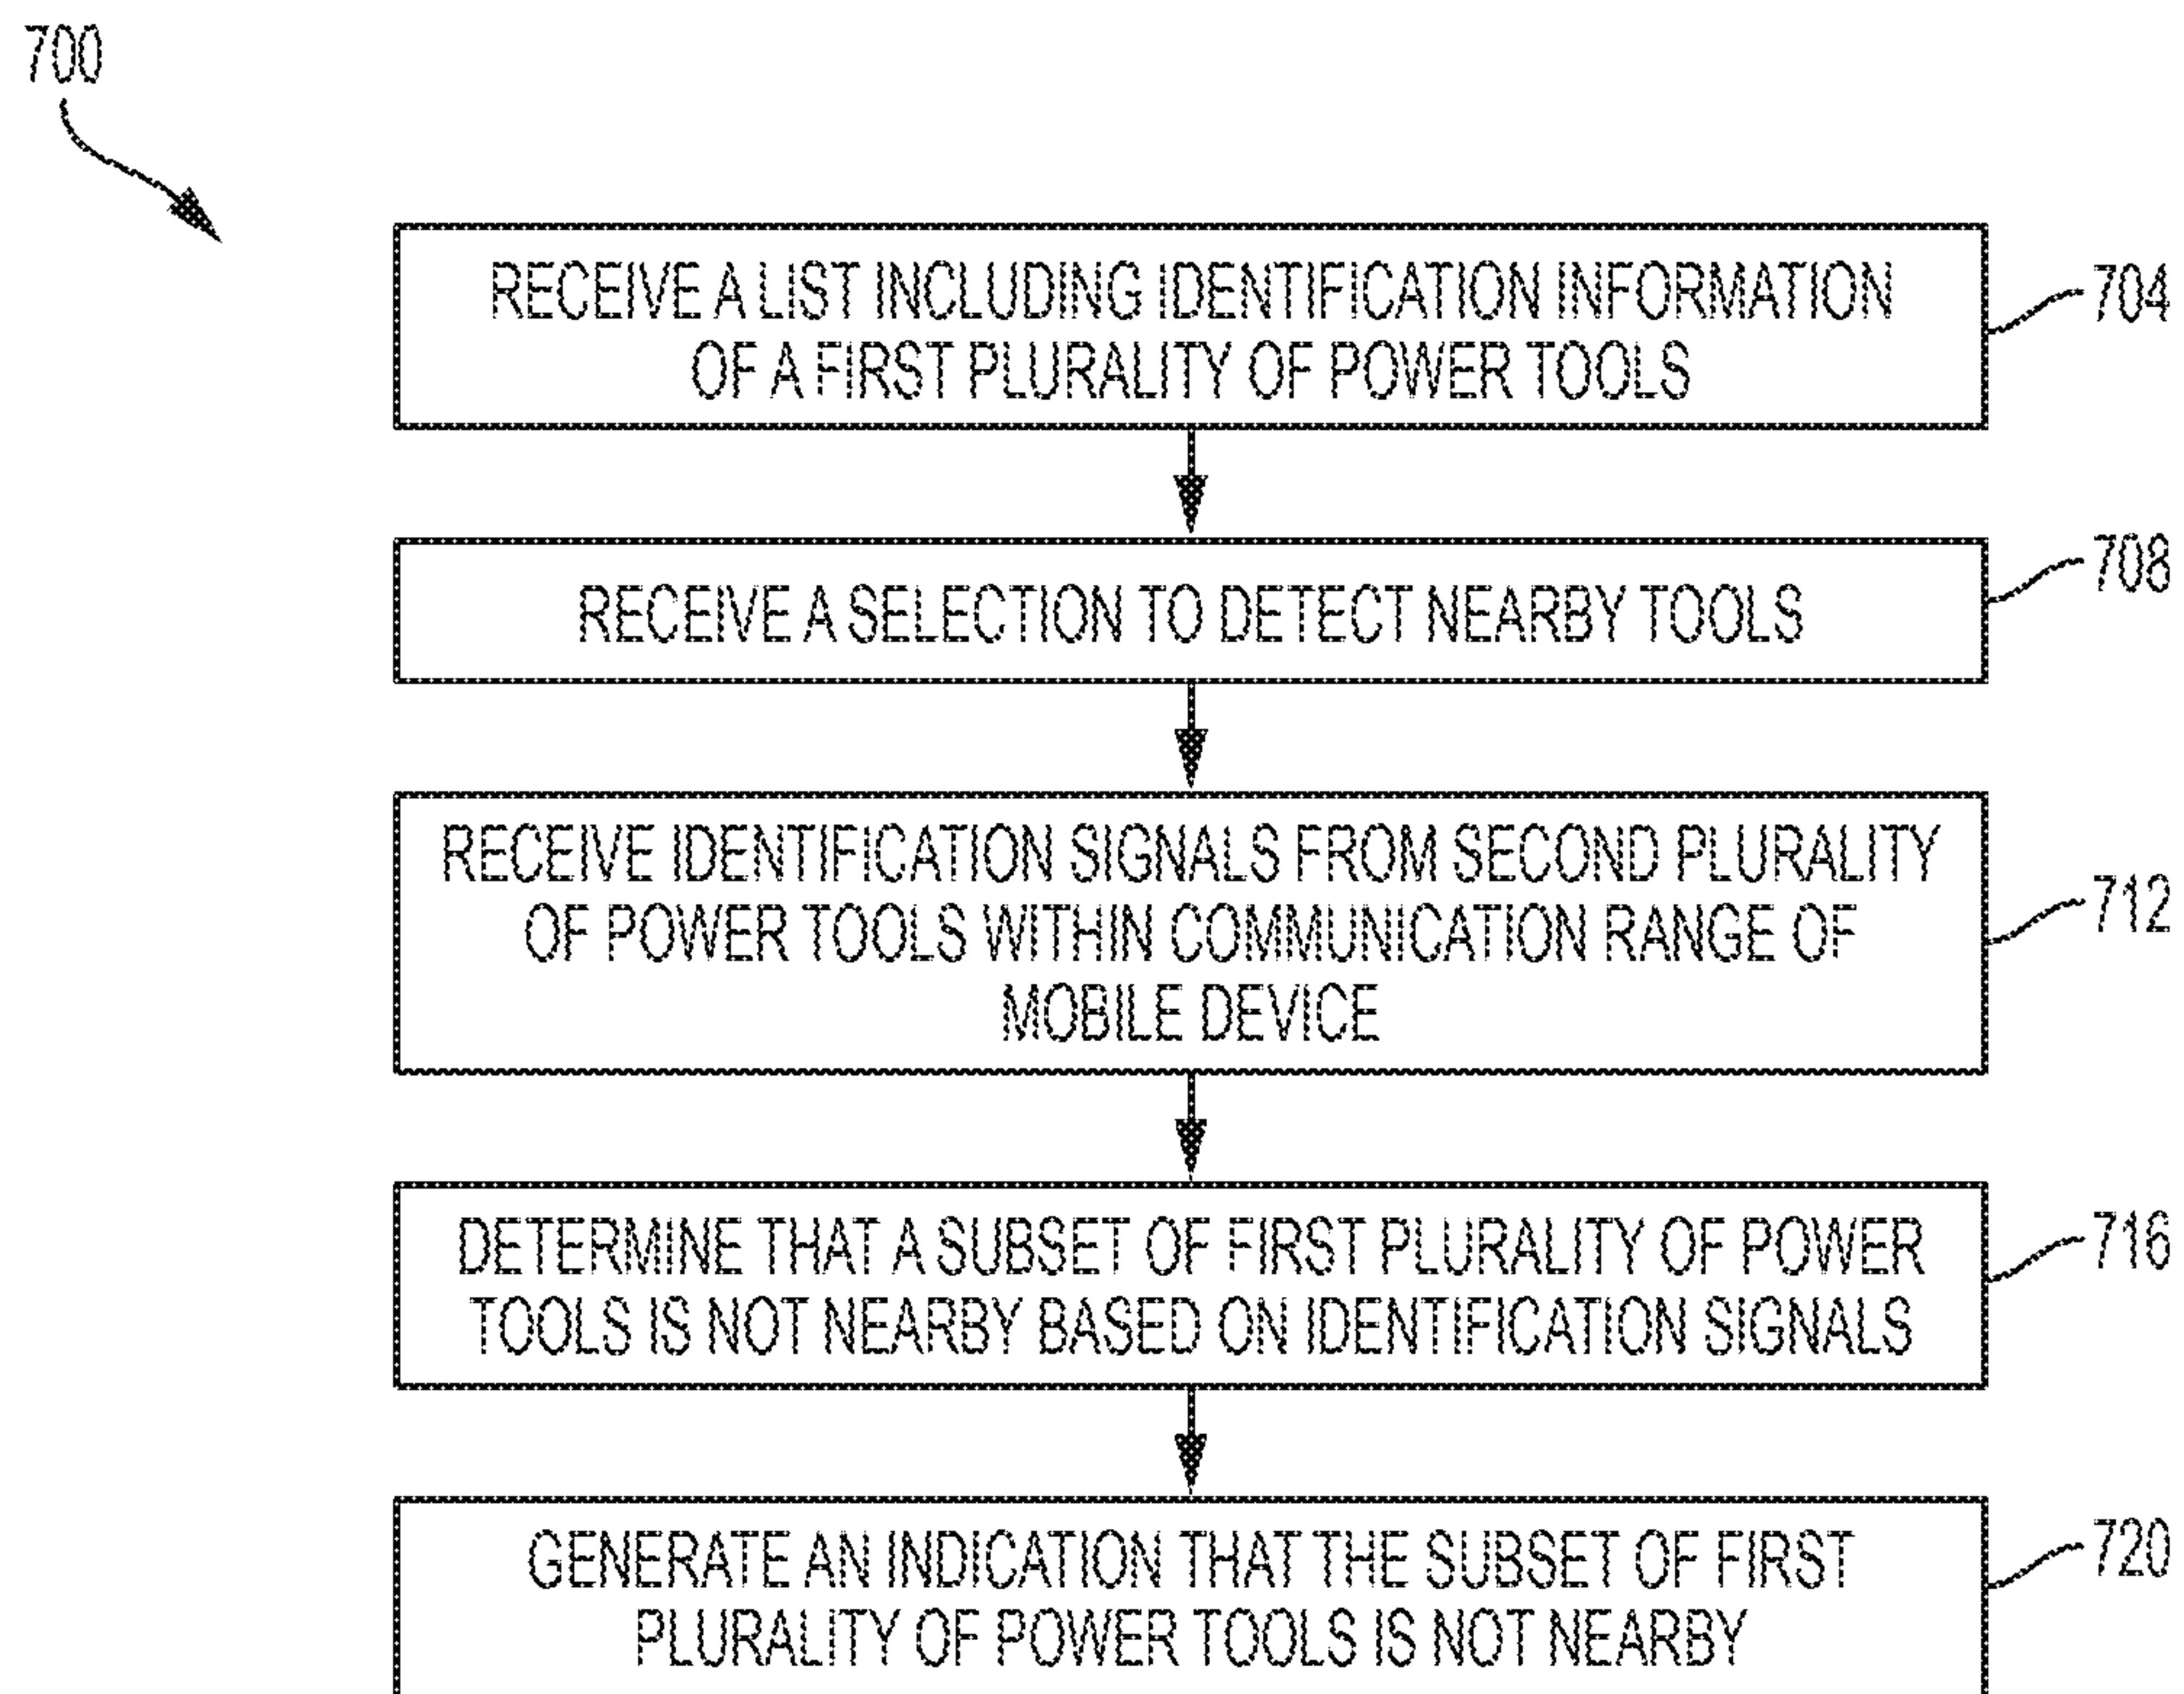 700
RECEIVE A LIST INCLUDING IDENTIFICATION INFORMATION
OF A FIRST PLURALITY OF POWER TOOLS
704
RECEIVE A SELECTION TO DETECT NEARBY TOOLS
708
RECEIVE IDENTIFICATION SIGNALS FROM SECOND PLURALITY
OF POWER TOOLS WITHIN COMMUNICATION RANGE OF
MOBILE DEVICE
712
DETERMINE THAT A SUBSET OF FIRST PLURALITY OF POWER
TOOLS IS NOT NEARBY BASED ON IDENTIFICATION SIGNALS
716
GENERATE AN INDICATION THAT THE SUBSET OF FIRST
PLURALITY OF POWER TOOLS IS NOT NEARBY
720